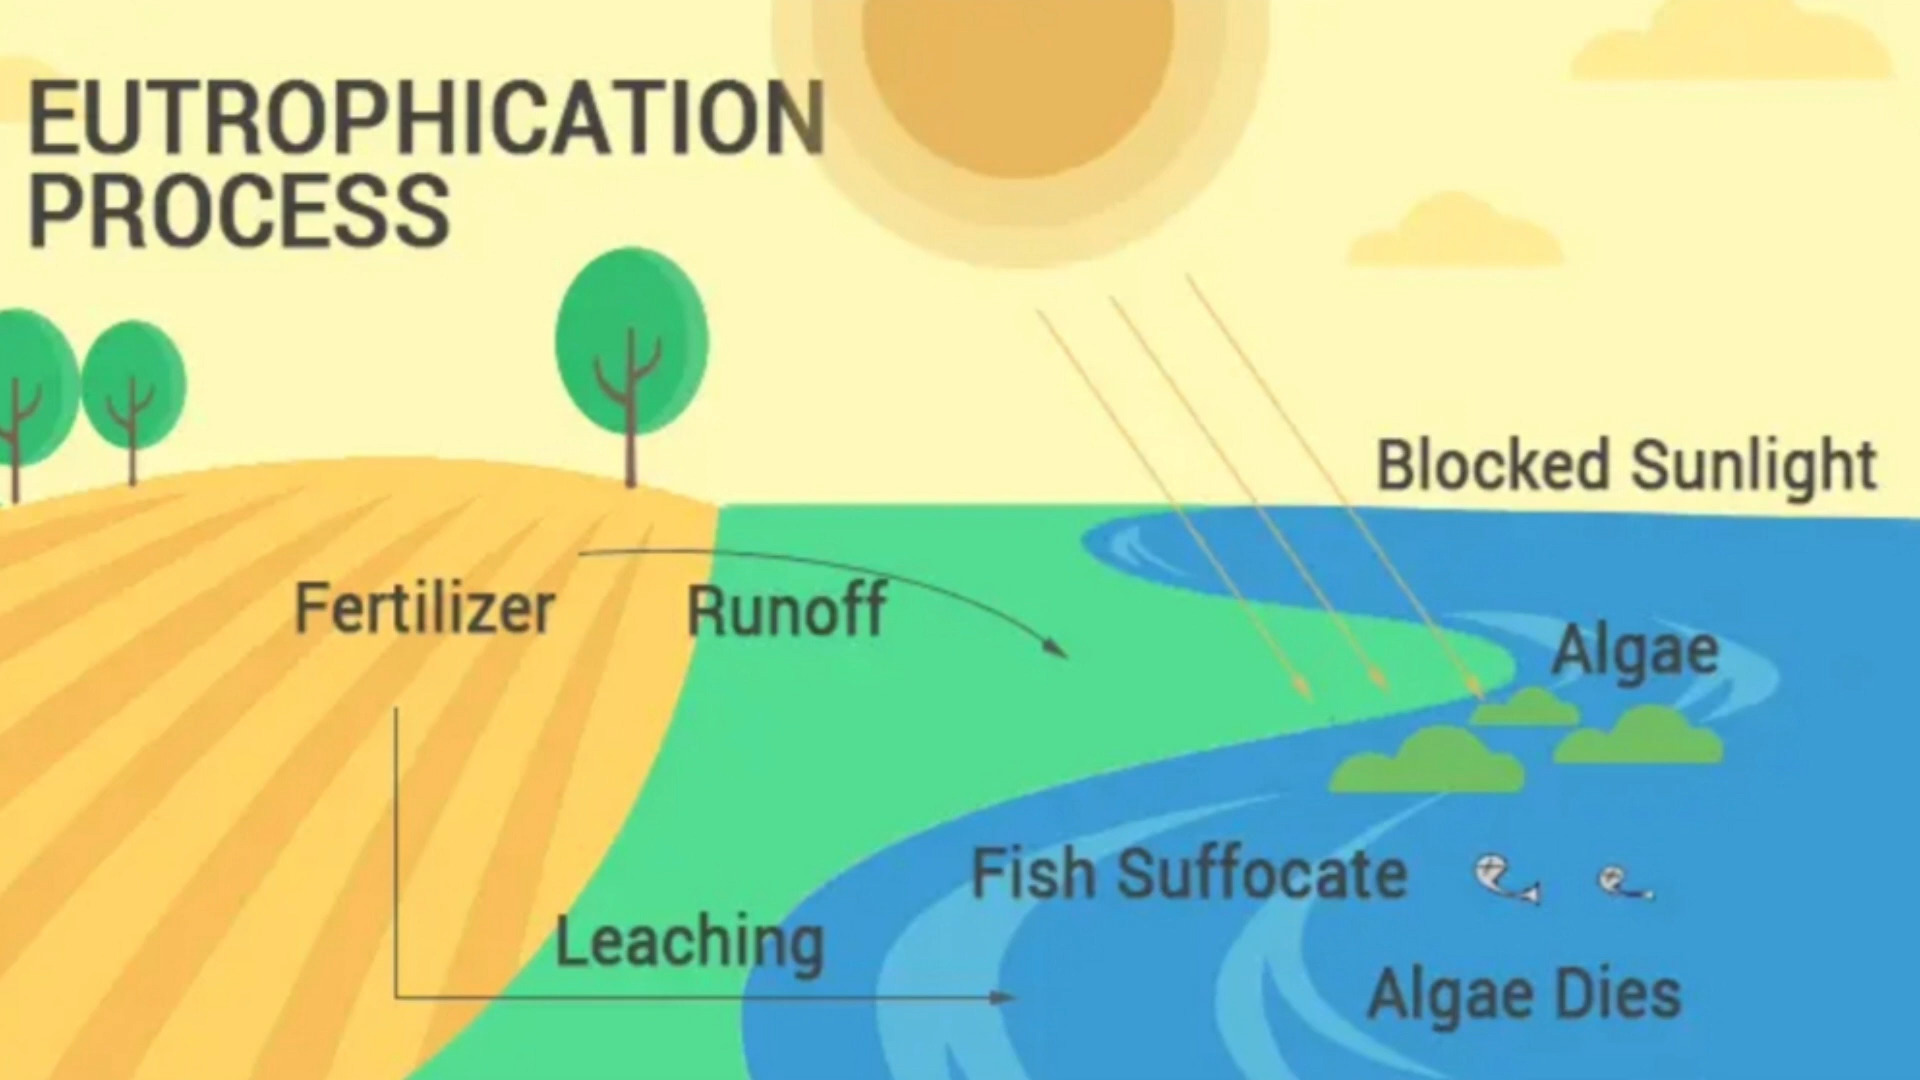 EUTROPHICATION
PROCESS
Blocked Sunlight
Fertilizer
Runoff
Algae
Fish Suffocate
Leaching
Algae Dies